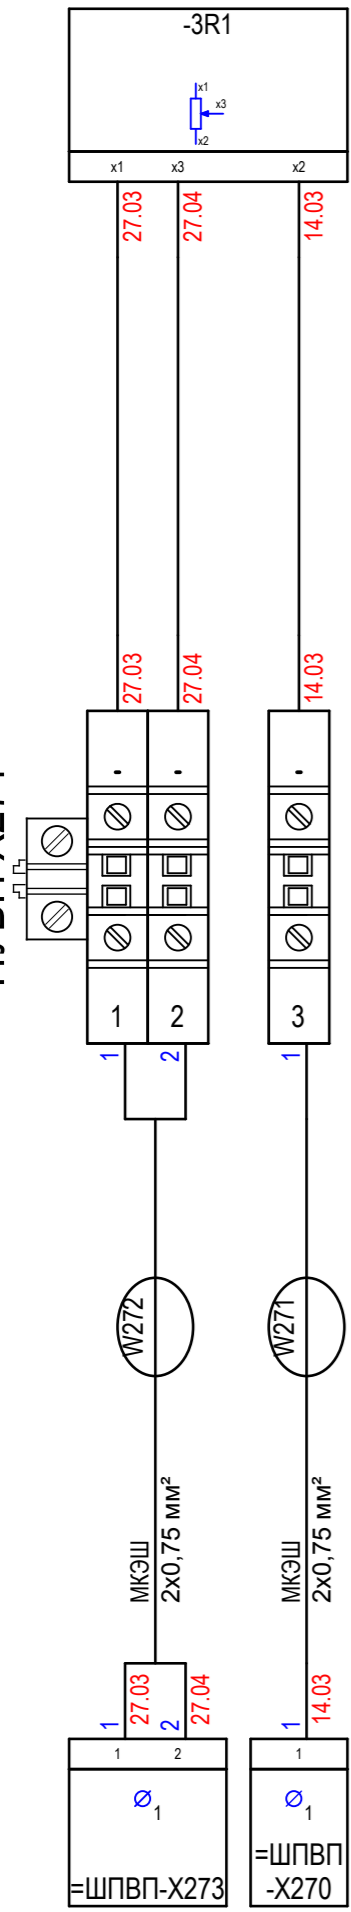 -3R1
x1
x3
x2
x1 x3 x2
27.03 27.04 14.03
27.03 27.04 14.03
- - -
1 2 3
1 2 1
W272 W271
МКЭШ
2x0,75 мм²
МКЭШ
2x0,75 мм²
1 27.03 2 27.04 1 14.03
1 2 1
1 1
=ШПВП-X273
=ШПВП
-X270